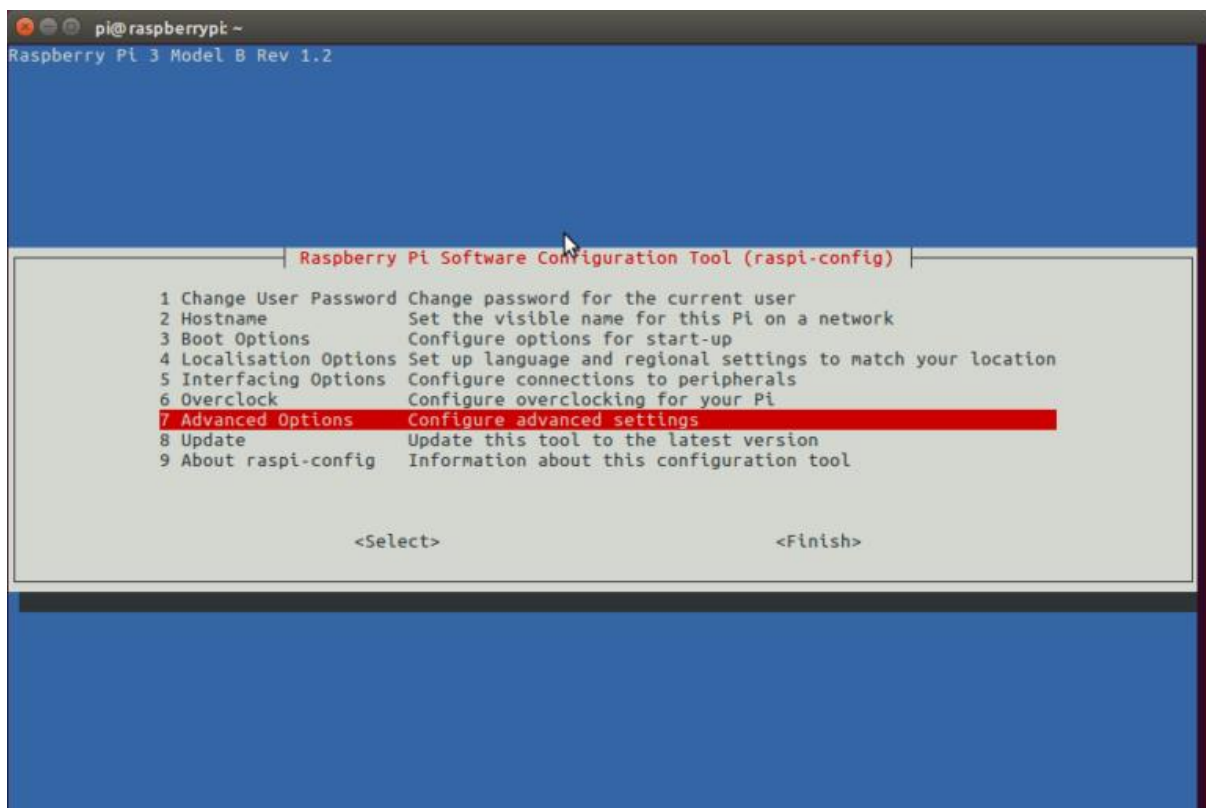 pi@raspberrypi: ~
Raspberry Pi 3 Model B Rev 1.2
Raspberry Pi Software Configuration Tool (raspi-config)
1 Change User Password Change password for the current user
2 Hostname Set the visible name for this Pi on a network
3 Boot Options Configure options for start-up
4 Localisation Options Set up language and regional settings to match your location
5 Interfacing Options Configure connections to peripherals
6 Overclock Configure overclocking for your Pi
7 Advanced Options Configure advanced settings
8 Update Update this tool to the latest version
9 About raspi-config Information about this configuration tool
<Select> <Finish>